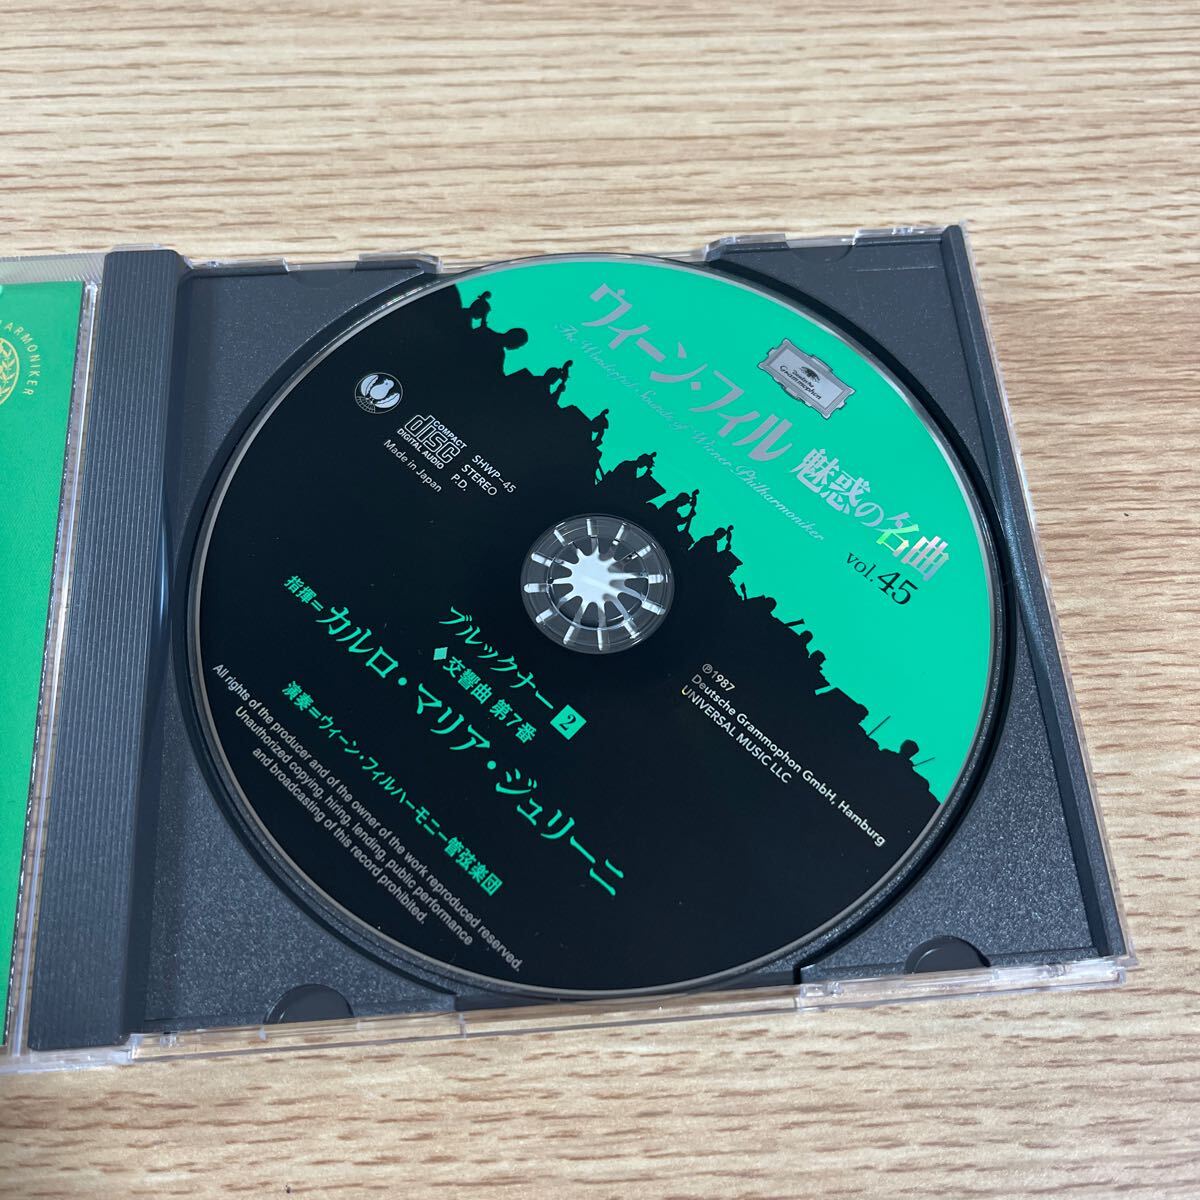 ウィーン・フィル 魅惑の名曲
vol.45
The Wonderful Sounds of Wiener Philharmoniker
Deutsche
Grammophon
COMPACT
disc
DIGITAL AUDIO
SHWP-45
STEREO
P.D.
Made in Japan
ブルックナー 2
◆交響曲 第7番
指揮=カルロ・マリア・ジュリーニ
演奏=ウィーン・フィルハーモニー管弦楽団
℗1987
Deutsche Grammophon GmbH, Hamburg
UNIVERSAL MUSIC LLC
All rights of the producer and of the owner of the work reproduced reserved.
Unauthorized copying, hiring, lending, public performance
and broadcasting of this record prohibited.
ARMONIKER